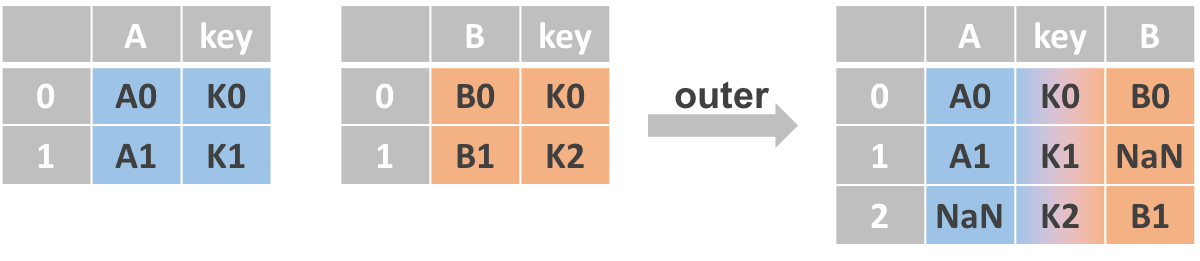 A key
0 A0 K0
1 A1 K1
B key
0 B0 K0
1 B1 K2
outer
A key B
0 A0 K0 B0
1 A1 K1 NaN
2 NaN K2 B1